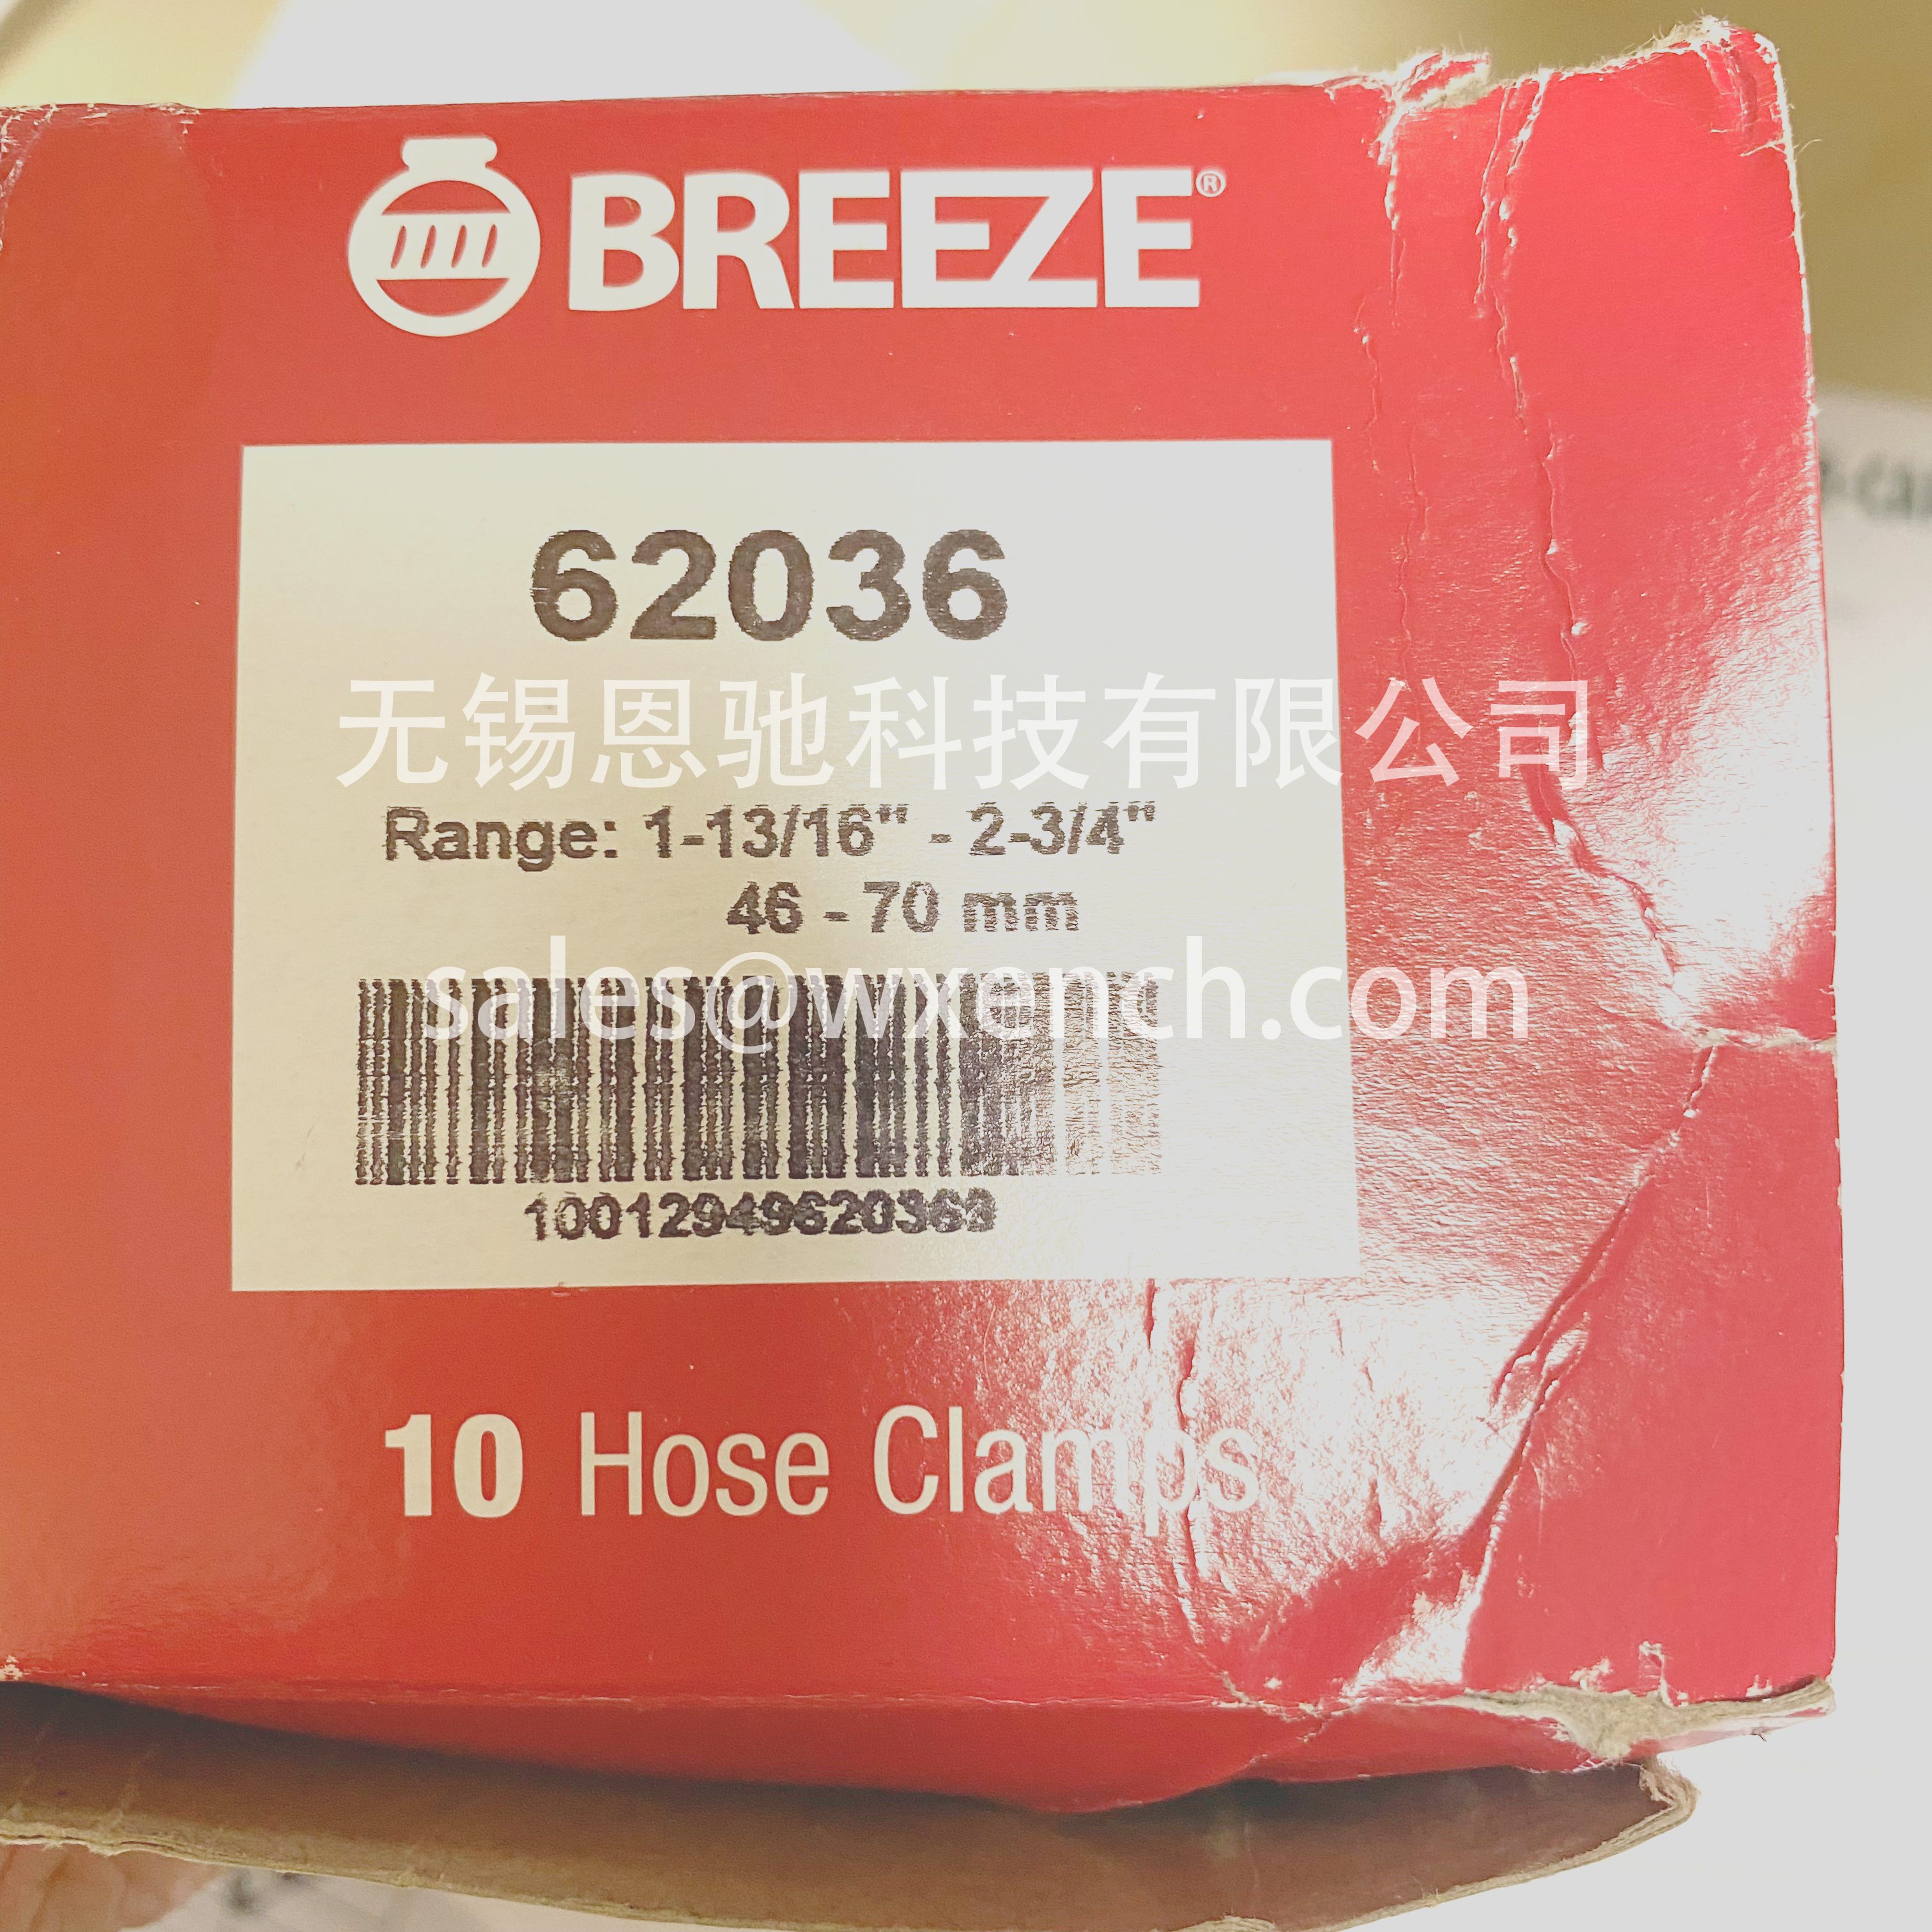 BREEZE®
62036
无锡恩驰科技有限公司
Range: 1-13/16" - 2-3/4"
46 - 70 mm
sales@wxench.com
10012949620363
10 Hose Clamps